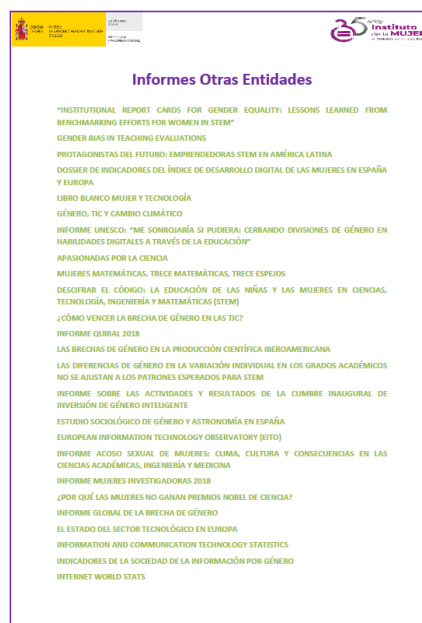 Instituto
de la MUJER
Informes Otras Entidades
"INSTITUTIONAL REPORT CARDS FOR GENDER EQUALITY: LESSONS LEARNED FROM
BENCHMARKING EFFORTS FOR WOMEN IN STEM"
GENDER BIAS IN TEACHING EVALUATIONS
PROTAGONISTAS DEL FUTURO: EMPRENDEDORAS STEM EN AMÉRICA LATINA
DOSSIER DE INDICADORES DEL ÍNDICE DE DESARROLLO DIGITAL DE LAS MUJERES EN ESPAÑA
Y EUROPA
LIBRO BLANCO MUJER Y TECNOLOGÍA
GÉNERO, TIC Y CAMBIO CLIMÁTICO
INFORME UNESCO: "ME SONROJARÍA SI PUDIERA: CERRANDO DIVISIONES DE GÉNERO EN
HABILIDADES DIGITALES A TRAVÉS DE LA EDUCACIÓN"
APASIONADAS POR LA CIENCIA
MUJERES MATEMÁTICAS. TRECE MATEMÁTICAS, TRECE ESPEJOS
DESCIFRAR EL CÓDIGO: LA EDUCACIÓN DE LAS NIÑAS Y LAS MUJERES EN CIENCIAS,
TECNOLOGÍA, INGENIERÍA Y MATEMÁTICAS (STEM)
¿CÓMO VENCER LA BRECHA DE GÉNERO EN LAS TIC?
INFORME QUIRAL 2018
LAS BRECHAS DE GÉNERO EN LA PRODUCCIÓN CIENTÍFICA IBEROAMERICANA
LAS DIFERENCIAS DE GÉNERO EN LA VARIACIÓN INDIVIDUAL EN LOS GRADOS ACADÉMICOS
NO SE AJUSTAN A LOS PATRONES ESPERADOS PARA STEM
INFORME SOBRE LAS ACTIVIDADES Y RESULTADOS DE LA CUMBRE INAUGURAL DE
INVERSIÓN DE GÉNERO INTELIGENTE
ESTUDIO SOCIOLÓGICO DE GÉNERO Y ASTRONOMÍA EN ESPAÑA
EUROPEAN INFORMATION TECHNOLOGY OBSERVATORY (EITO)
INFORME ACOSO SEXUAL DE MUJERES: CLIMA, CULTURA Y CONSECUENCIAS EN LAS
CIENCIAS ACADÉMICAS, INGENIERÍA Y MEDICINA
INFORME MUJERES INVESTIGADORAS 2018
¿POR QUÉ LAS MUJERES NO GANAN PREMIOS NOBEL DE CIENCIA?
INFORME GLOBAL DE LA BRECHA DE GÉNERO
EL ESTADO DEL SECTOR TECNOLÓGICO EN EUROPA
INFORMATION AND COMMUNICATION TECHNOLOGY STATISTICS
INDICADORES DE LA SOCIEDAD DE LA INFORMACIÓN POR GÉNERO
INTERNET WORLD STATS